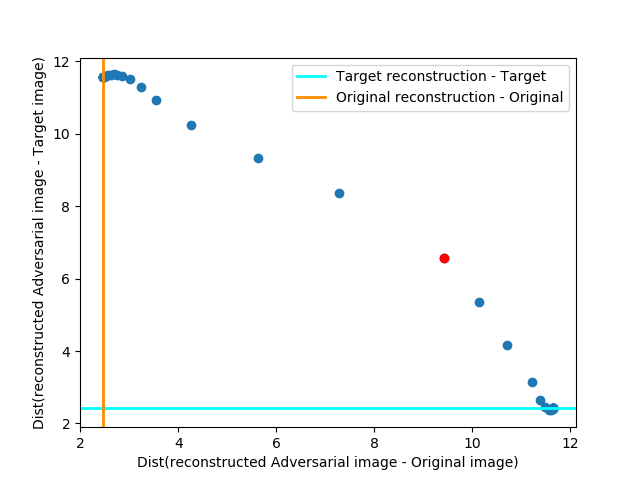 Dist(reconstructed Adversarial image - Target image)
12
10
8
6
4
2
Target reconstruction - Target
Original reconstruction - Original
2 4 6 8 10 12
Dist(reconstructed Adversarial image - Original image)